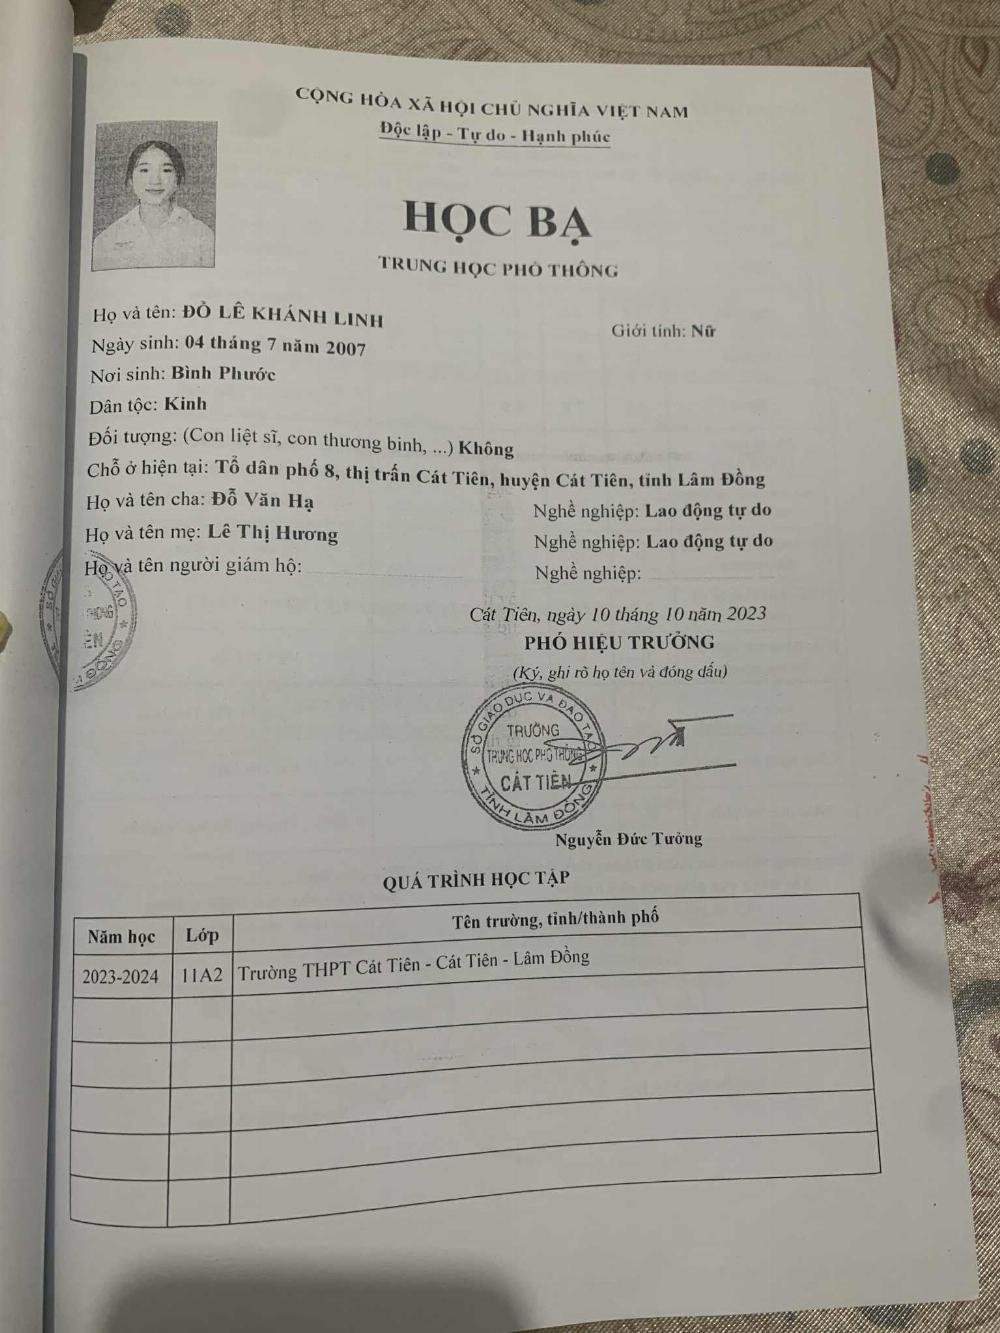 CỘNG HÒA XÃ HỘI CHỦ NGHĨA VIỆT NAM
Độc lập - Tự do - Hạnh phúc
HỌC BẠ
TRUNG HỌC PHỔ THÔNG
Họ và tên: ĐỖ LÊ KHÁNH LINH Giới tính: Nữ
Ngày sinh: 04 tháng 7 năm 2007
Nơi sinh: Bình Phước
Dân tộc: Kinh
Đối tượng: (Con liệt sĩ, con thương binh, ...) Không
Chỗ ở hiện tại: Tổ dân phố 8, thị trấn Cát Tiên, huyện Cát Tiên, tỉnh Lâm Đồng
Họ và tên cha: Đỗ Văn Hạ Nghề nghiệp: Lao động tự do
Họ và tên mẹ: Lê Thị Hương Nghề nghiệp: Lao động tự do
Họ và tên người giám hộ: Nghề nghiệp:
Cát Tiên, ngày 10 tháng 10 năm 2023
PHÓ HIỆU TRƯỞNG
(Ký, ghi rõ họ tên và đóng dấu)
SỞ GIÁO DỤC VÀ ĐÀO TẠO
TRƯỜNG
TRUNG HỌC PHỔ THÔNG
CÁT TIÊN
TỈNH LÂM ĐỒNG
Nguyễn Đức Tưởng
QUÁ TRÌNH HỌC TẬP
Năm học Lớp Tên trường, tỉnh/thành phố
2023-2024 11A2 Trường THPT Cát Tiên - Cát Tiên - Lâm Đồng